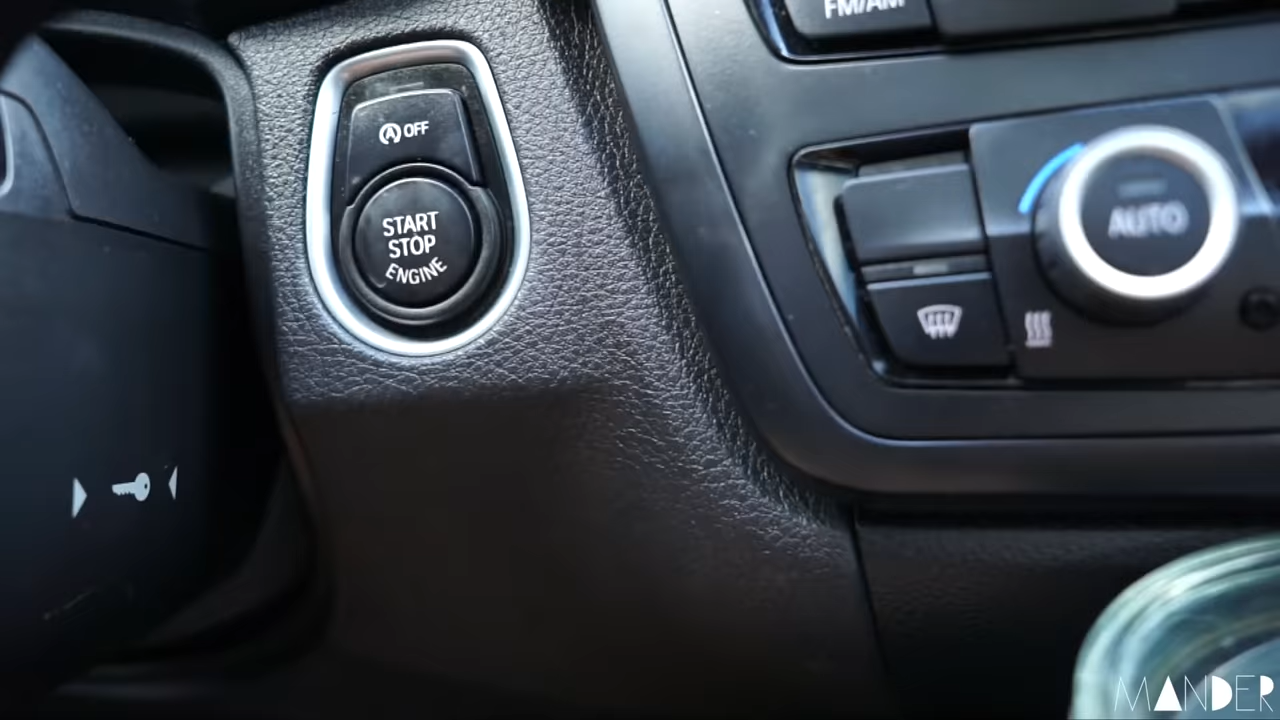 FM/AM
OFF
START
STOP
ENGINE
AUTO
MANDER